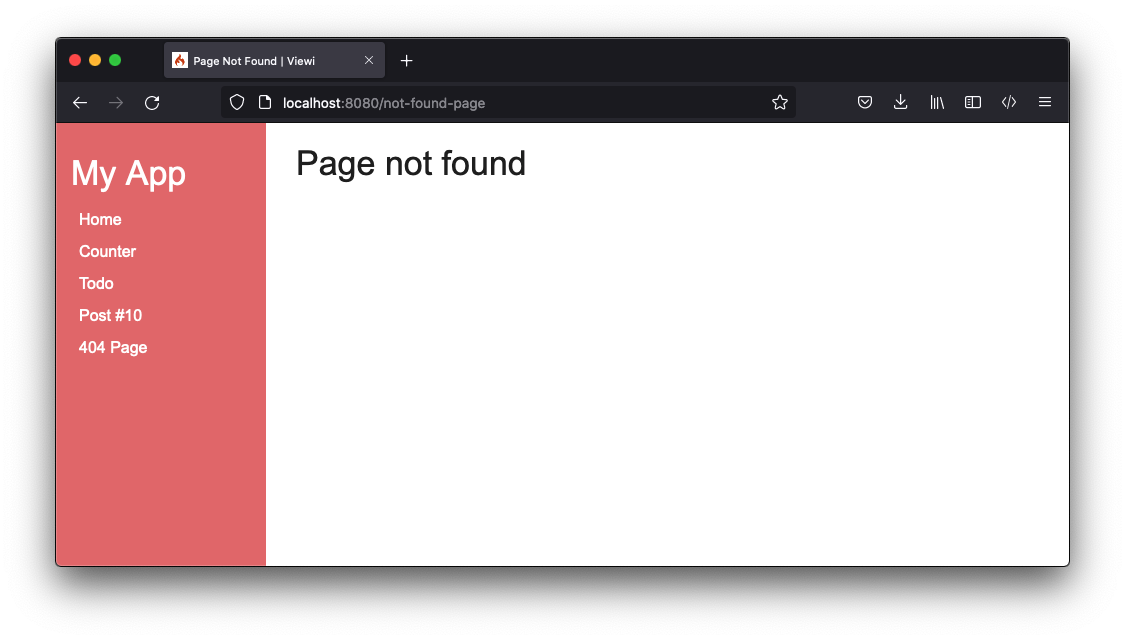 Page Not Found | Viewi
localhost:8080/not-found-page
My App
Home
Counter
Todo
Post #10
404 Page
Page not found